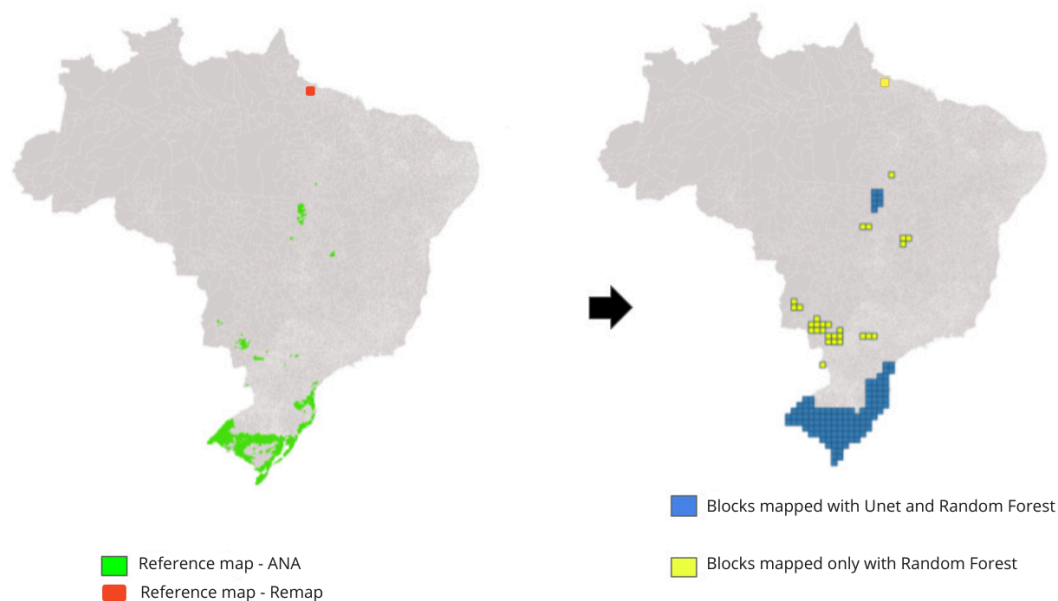 Reference map - ANA
Reference map - Remap
Blocks mapped with Unet and Random Forest
Blocks mapped only with Random Forest